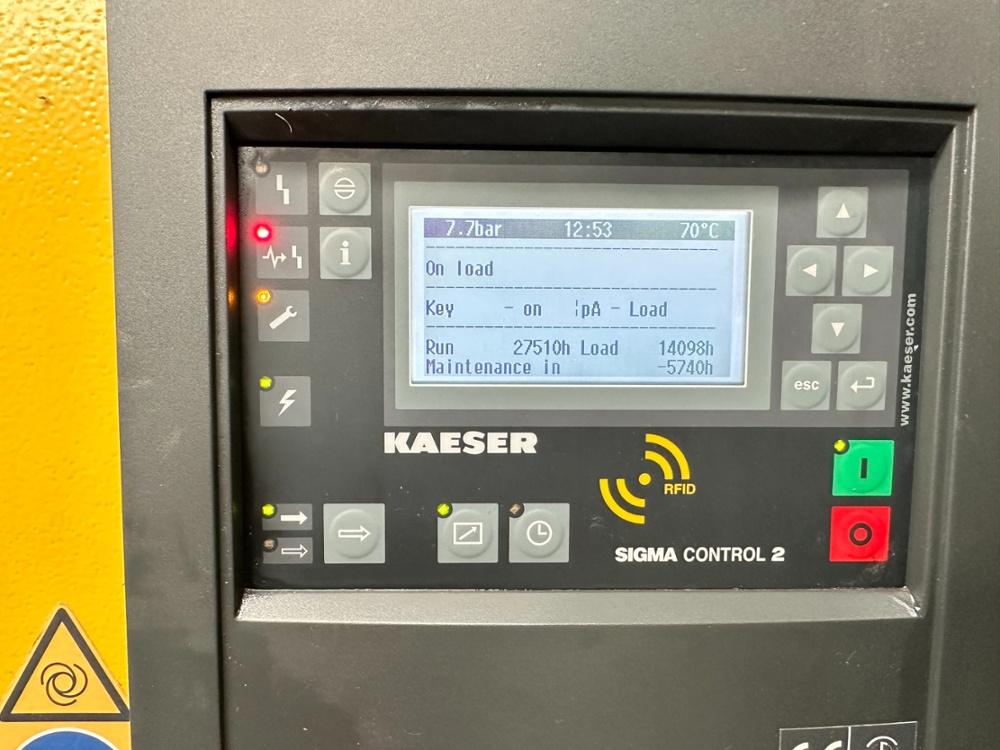 7.7bar 12:53 70°C
On load
Key - on ¦pA - Load
Run 27510h Load 14098h
Maintenance in -5740h
i
esc
www.kaeser.com
KAESER
RFID
I
O
SIGMA CONTROL 2
CE